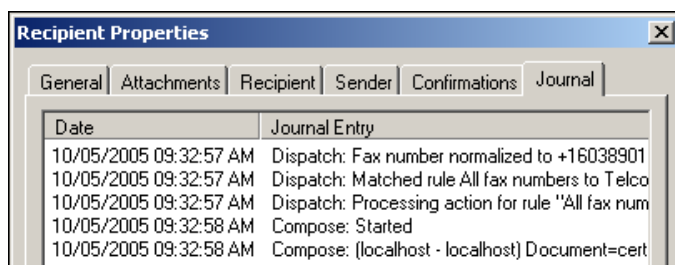 Recipient Properties
General Attachments Recipient Sender Confirmations Journal
Date Journal Entry
10/05/2005 09:32:57 AM Dispatch: Fax number normalized to +16038901
10/05/2005 09:32:57 AM Dispatch: Matched rule All fax numbers to Telco
10/05/2005 09:32:57 AM Dispatch: Processing action for rule "All fax num
10/05/2005 09:32:58 AM Compose: Started
10/05/2005 09:32:58 AM Compose: (localhost - localhost) Document=cert